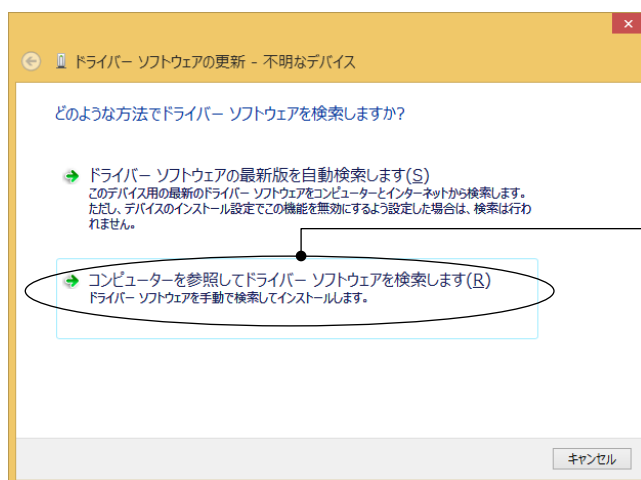 ドライバー ソフトウェアの更新 - 不明なデバイス
どのような方法でドライバー ソフトウェアを検索しますか?
ドライバー ソフトウェアの最新版を自動検索します(S)
このデバイス用の最新のドライバー ソフトウェアをコンピューターとインターネットから検索します。
ただし、デバイスのインストール設定でこの機能を無効にするよう設定した場合は、検索は行わ
れません。
コンピューターを参照してドライバー ソフトウェアを検索します(R)
ドライバー ソフトウェアを手動で検索してインストールします。
キャンセル